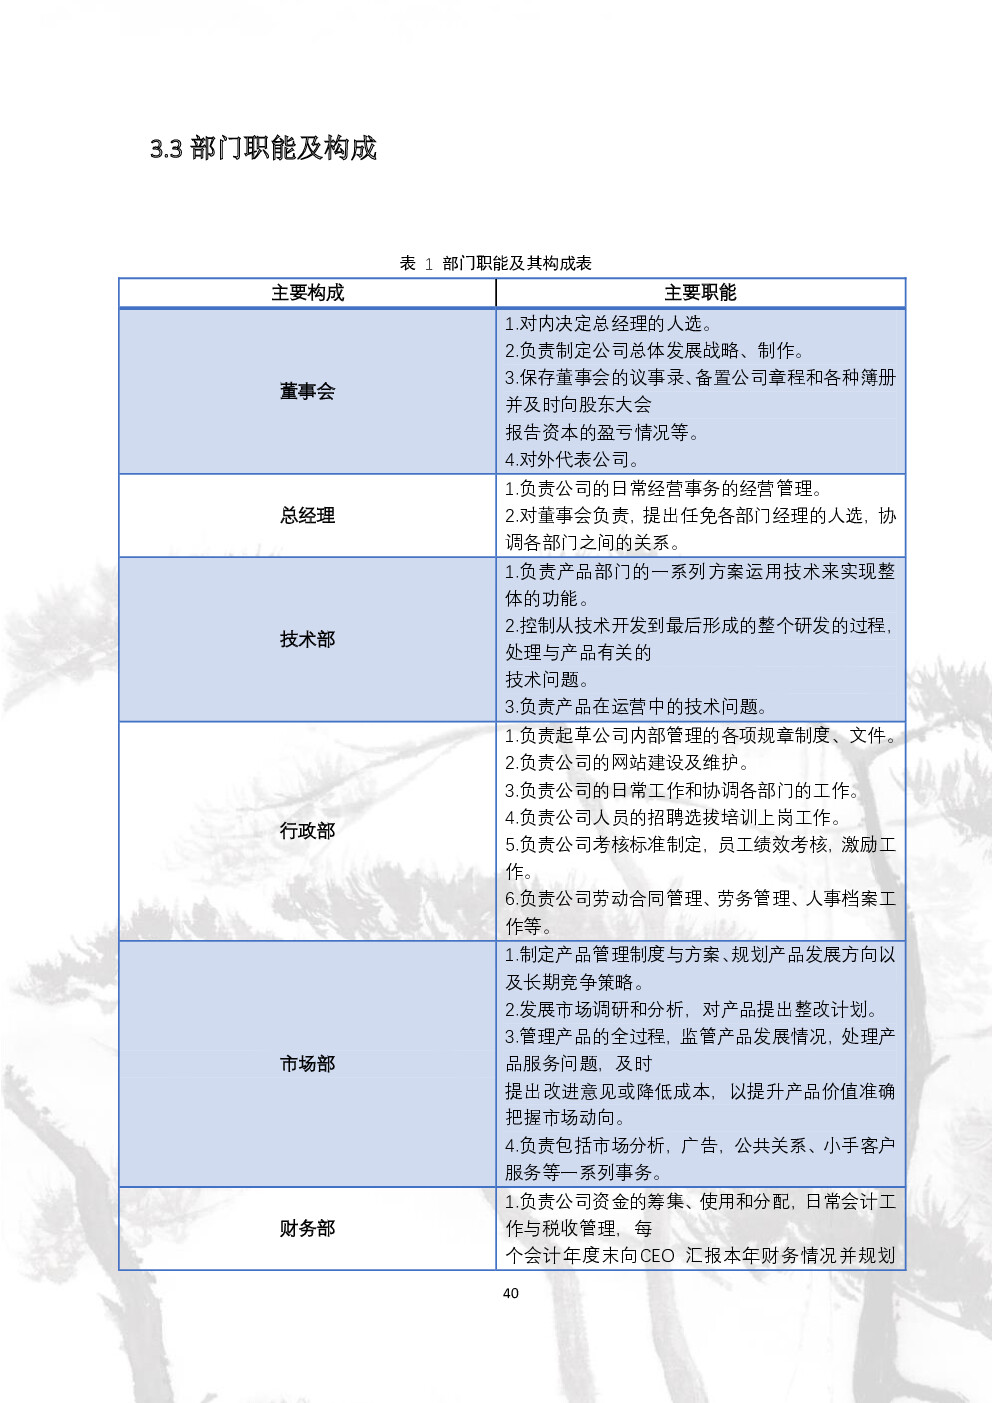 3.3 部门职能及构成
表 1 部门职能及其构成表
主要构成
主要职能
董事会
1.对内决定总经理的人选。
2.负责制定公司总体发展战略、制作。
3.保存董事会的议事录、备置公司章程和各种簿册
并及时向股东大会
报告资本的盈亏情况等。
4.对外代表公司。
总经理
1.负责公司的日常经营事务的经营管理。
2.对董事会负责，提出任免各部门经理的人选，协
调各部门之间的关系。
技术部
1.负责产品部门的一系列方案运用技术来实现整
体的功能。
2.控制从技术开发到最后形成的整个研发的过程，
处理与产品有关的
技术问题。
3.负责产品在运营中的技术问题。
行政部
1.负责起草公司内部管理的各项规章制度、文件。
2.负责公司的网站建设及维护。
3.负责公司的日常工作和协调各部门的工作。
4.负责公司人员的招聘选拔培训上岗工作。
5.负责公司考核标准制定，员工绩效考核，激励工
作。
6.负责公司劳动合同管理、劳务管理、人事档案工
作等。
市场部
1.制定产品管理制度与方案、规划产品发展方向以
及长期竞争策略。
2.发展市场调研和分析，对产品提出整改计划。
3.管理产品的全过程，监管产品发展情况，处理产
品服务问题，及时
提出改进意见或降低成本，以提升产品价值准确
把握市场动向。
4.负责包括市场分析，广告，公共关系、小手客户
服务等一系列事务。
财务部
1.负责公司资金的筹集、使用和分配，日常会计工
作与税收管理，每
个会计年度末向CEO 汇报本年财务情况并规划
40